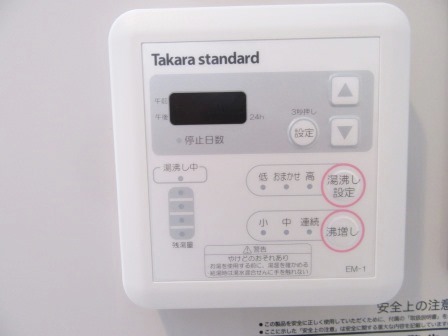 Takara standard
午前
午後
24h
3秒押し
設定
停止日数
湯沸し中
低 おまかせ 高
湯沸し
設定
小 中 連続
沸増し
残湯量
⚠警告
やけどのおそれあり
EM-1
安全上の注意